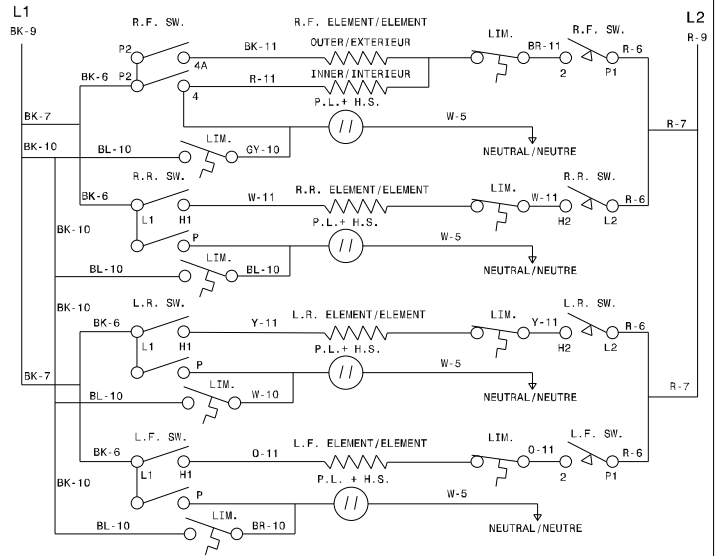 L1
L2
BK-9
R-9
R.F. SW.
R.F. ELEMENT/ELEMENT
OUTER/EXTERIEUR
LIM.
R.F. SW.
P2
BK-11
BR-11
R-6
4A
BK-6
P2
R-11
INNER/INTERIEUR
2
P1
4
P.L.+ H.S.
BK-7
W-5
R-7
BK-10
BL-10
LIM.
GY-10
NEUTRAL/NEUTRE
R.R. SW.
R.R. ELEMENT/ELEMENT
LIM.
R.R. SW.
BK-6
W-11
W-11
R-6
L1
H1
P.L.+ H.S.
H2
L2
BK-10
P
W-5
LIM.
BL-10
BL-10
NEUTRAL/NEUTRE
BK-10
L.R. SW.
L.R. ELEMENT/ELEMENT
LIM.
L.R. SW.
BK-6
Y-11
Y-11
R-6
L1
H1
P.L.+ H.S.
H2
L2
BK-7
P
W-5
R-7
BL-10
LIM.
W-10
NEUTRAL/NEUTRE
L.F. SW.
L.F. ELEMENT/ELEMENT
LIM.
L.F. SW.
BK-6
O-11
O-11
R-6
L1
H1
P.L. + H.S.
2
P1
BK-10
P
W-5
BL-10
LIM.
BR-10
NEUTRAL/NEUTRE